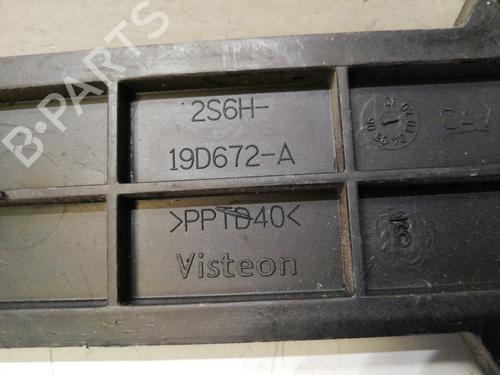 B-PARTS
2S6H-
19D672-A
>PPTD40<
Visteon